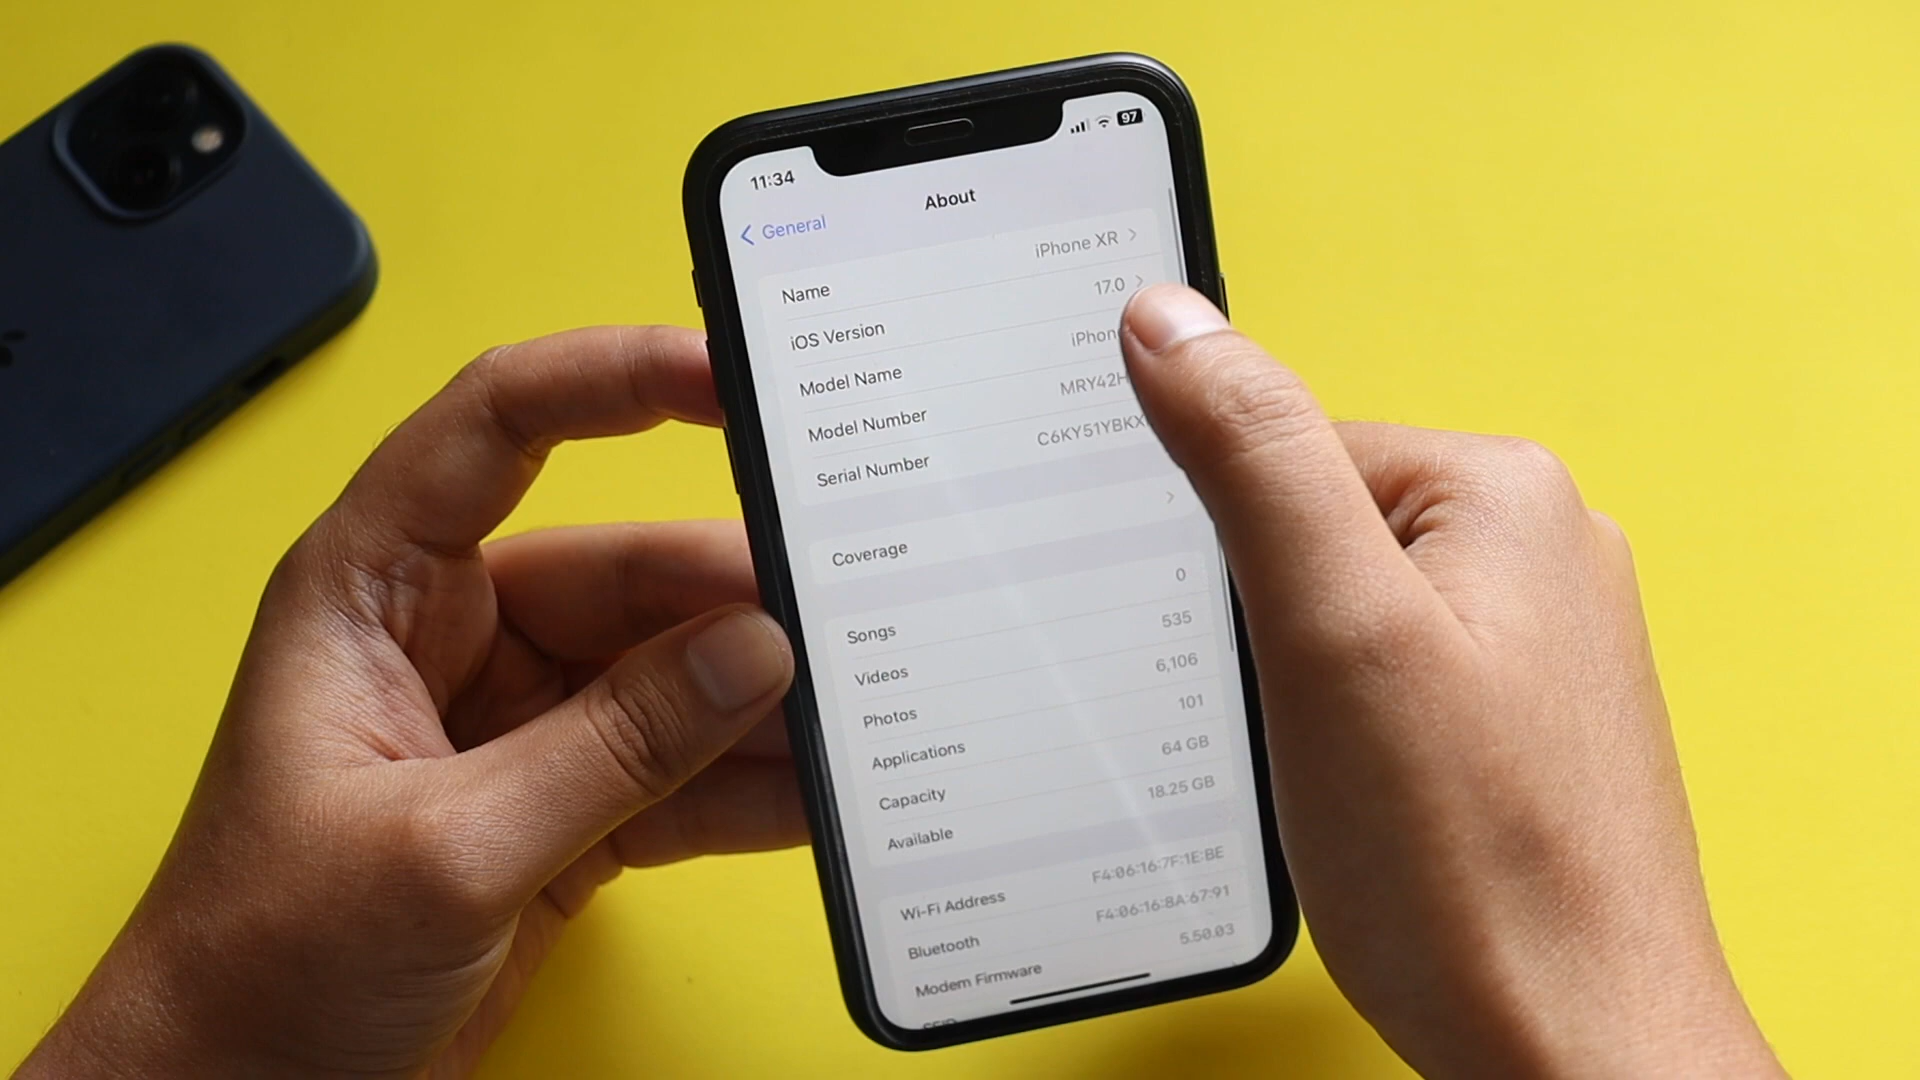 11:34 97
General
About
Name iPhone XR
iOS Version 17.0
Model Name
Model Number
Serial Number
Coverage
Songs 0
Videos 535
Photos 6,106
Applications 101
Capacity 64 GB
Available 18.25 GB
Wi-Fi Address F4:06:16:7F:1E:BE
Bluetooth F4:06:16:8A:67:91
Modem Firmware 5.50.03